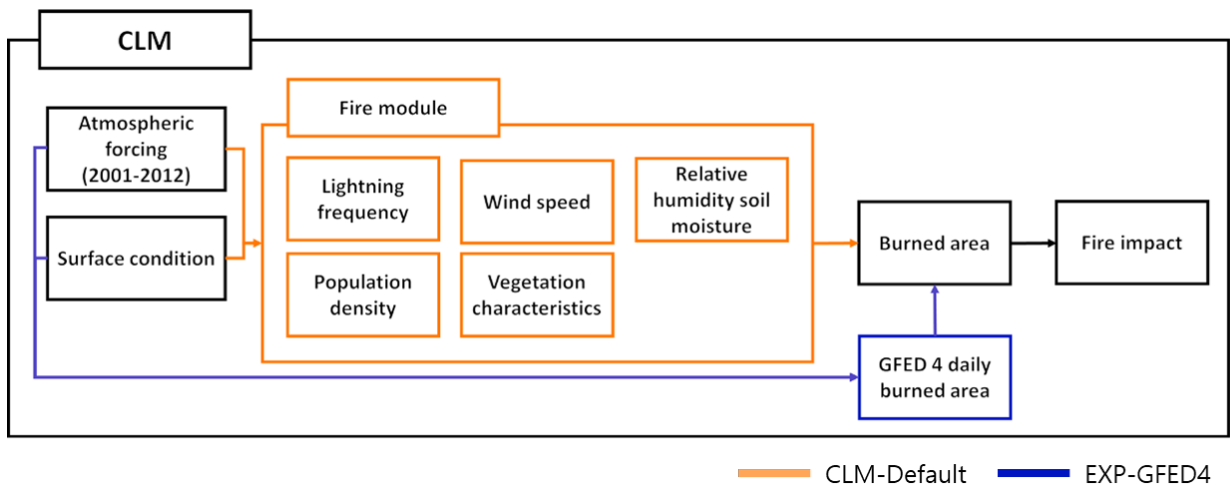 CLM
Fire module
Atmospheric
forcing
(2001-2012)
Surface condition
Lightning
frequency
Wind speed
Relative
humidity soil
moisture
Population
density
Vegetation
characteristics
Burned area
Fire impact
GFED 4 daily
burned area
CLM-Default
EXP-GFED4